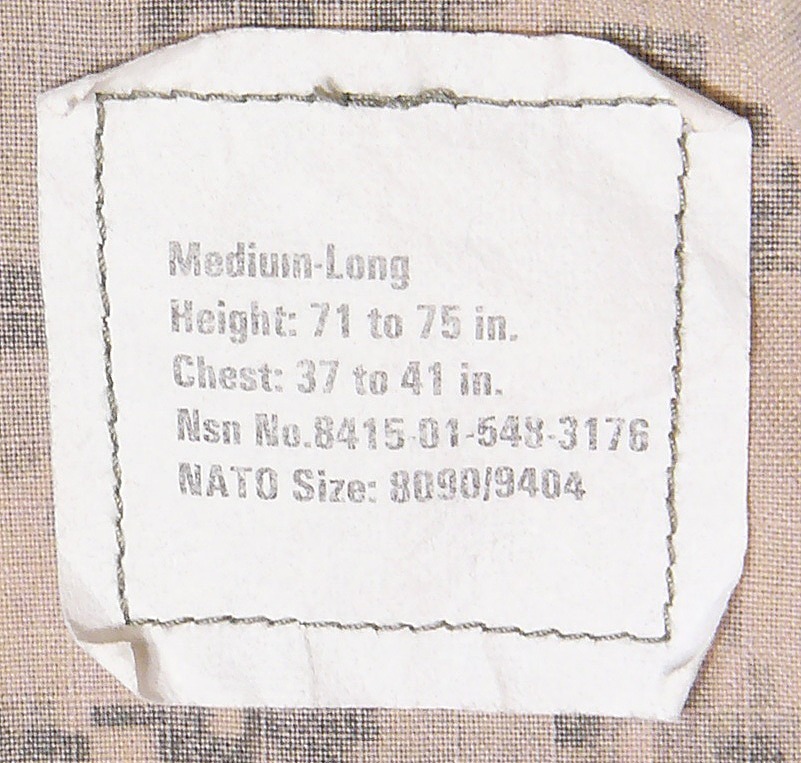 Medium-Long
Height: 71 to 75 in.
Chest: 37 to 41 in.
Nsn No.8415-01-548-3176
NATO Size: 8090/9404